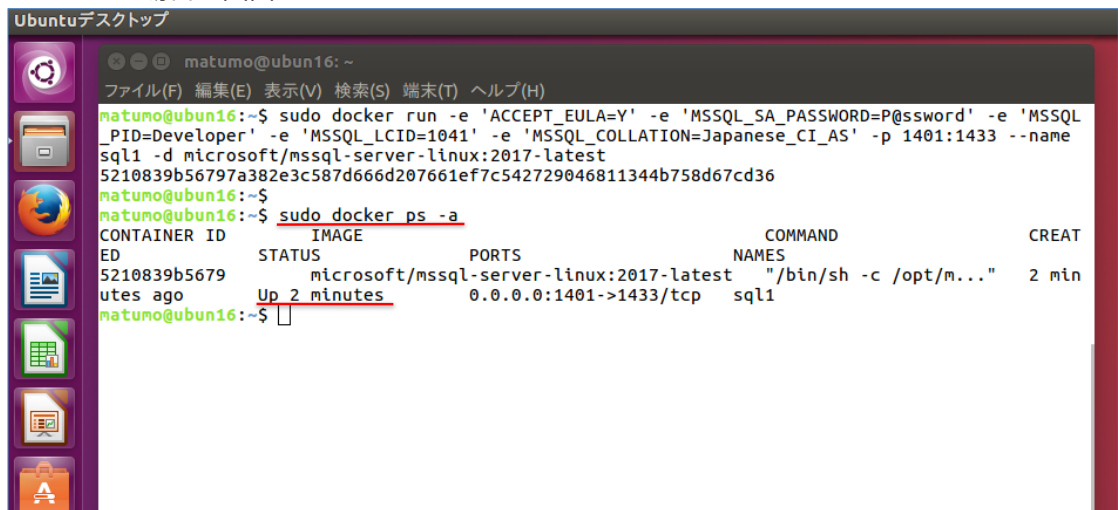 Ubuntuデスクトップ
matumo@ubun16: ~
ファイル(F) 編集(E) 表示(V) 検索(S) 端末(T) ヘルプ(H)
matumo@ubun16:~$ sudo docker run -e 'ACCEPT_EULA=Y' -e 'MSSQL_SA_PASSWORD=P@ssword' -e 'MSSQL
_PID=Developer' -e 'MSSQL_LCID=1041' -e 'MSSQL_COLLATION=Japanese_CI_AS' -p 1401:1433 --name
sql1 -d microsoft/mssql-server-linux:2017-latest
5210839b56797a382e3c587d666d207661ef7c542729046811344b758d67cd36
matumo@ubun16:~$
matumo@ubun16:~$ sudo docker ps -a
CONTAINER ID IMAGE COMMAND CREAT
ED STATUS PORTS NAMES
5210839b5679 microsoft/mssql-server-linux:2017-latest "/bin/sh -c /opt/m..." 2 min
utes ago Up 2 minutes 0.0.0.0:1401->1433/tcp sql1
matumo@ubun16:~$